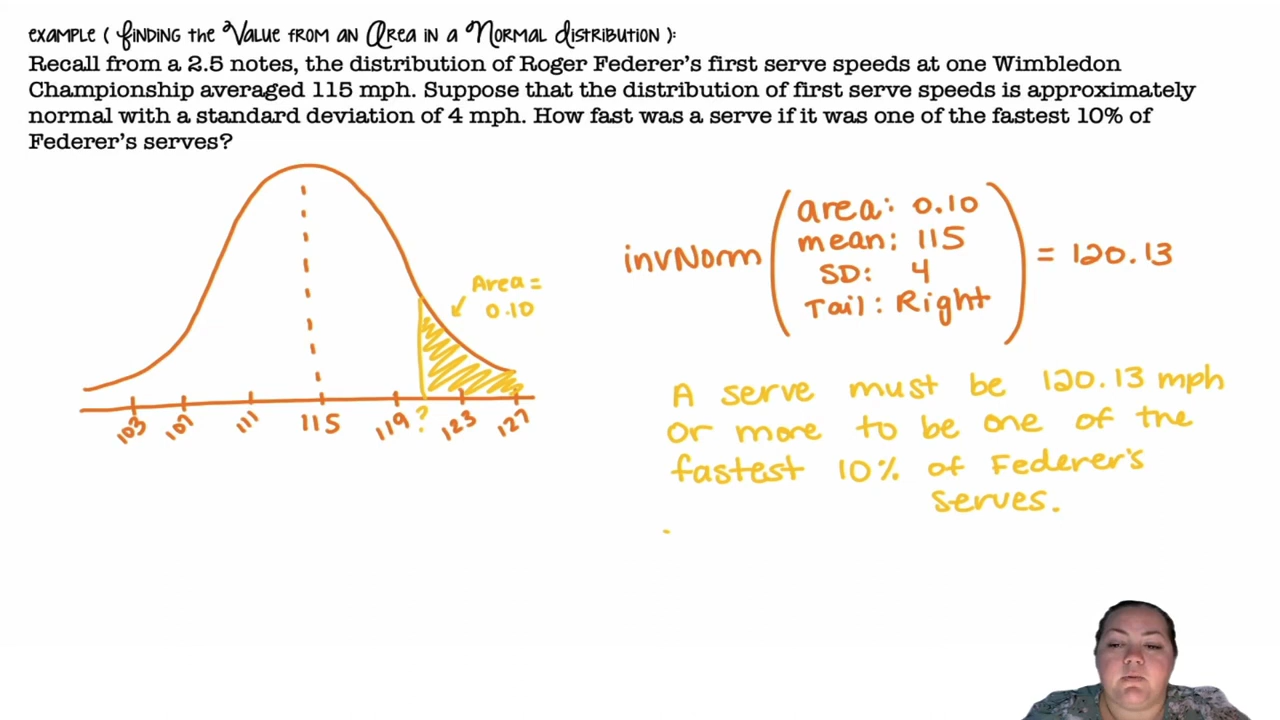 EXAMPLE ( FINDING the VALUE FROM AN AREA IN A NORMAL DISTRIBUTION ):
Recall from a 2.5 notes, the distribution of Roger Federer's first serve speeds at one Wimbledon
Championship averaged 115 mph. Suppose that the distribution of first serve speeds is approximately
normal with a standard deviation of 4 mph. How fast was a serve if it was one of the fastest 10% of
Federer's serves?
Area =
0.10
103 107 111 115 119 ? 123 127
invNorm
area: 0.10
mean: 115
SD: 4
Tail: Right
= 120.13
A serve must be 120.13 mph
or more to be one of the
fastest 10% of Federer's
serves.